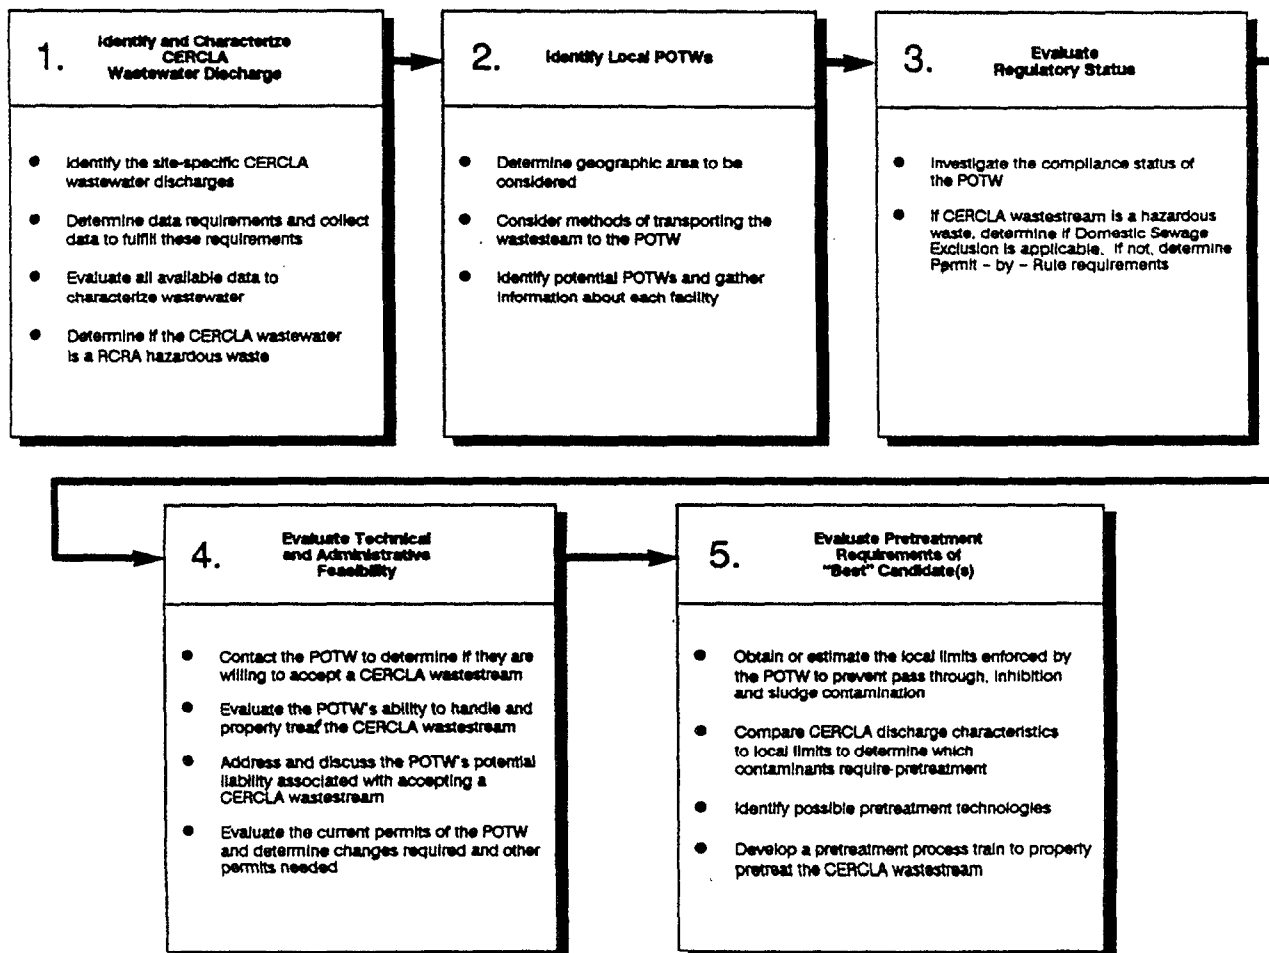 1.
Identify and Characterize
CERCLA
Wastewater Discharge
Identify the site-specific CERCLA
wastewater discharges
Determine data requirements and collect
data to fulfill these requirements
Evaluate all available data to
characterize wastewater
Determine if the CERCLA wastewater
is a RCRA hazardous waste
2.
Identify Local POTWs
Determine geographic area to be
considered
Consider methods of transporting the
wastesteam to the POTW
Identify potential POTWs and gather
information about each facility
3.
Evaluate
Regulatory Status
Investigate the compliance status of
the POTW
If CERCLA wastestream is a hazardous
waste, determine if Domestic Sewage
Exclusion is applicable. If not, determine
Permit - by - Rule requirements
4.
Evaluate Technical
and Administrative
Feasibility
Contact the POTW to determine if they are
willing to accept a CERCLA wastestream
Evaluate the POTW's ability to handle and
property treat the CERCLA wastestream
Address and discuss the POTW's potential
liability associated with accepting a
CERCLA wastestream
Evaluate the current permits of the POTW
and determine changes required and other
permits needed
5.
Evaluate Pretreatment
Requirements of
"Best" Candidate(s)
Obtain or estimate the local limits enforced by
the POTW to prevent pass through, inhibition
and sludge contamination
Compare CERCLA discharge characteristics
to local limits to determine which
contaminants require-pretreatment
Identify possible pretreatment technologies
Develop a pretreatment process train to properly
pretreat the CERCLA wastestream